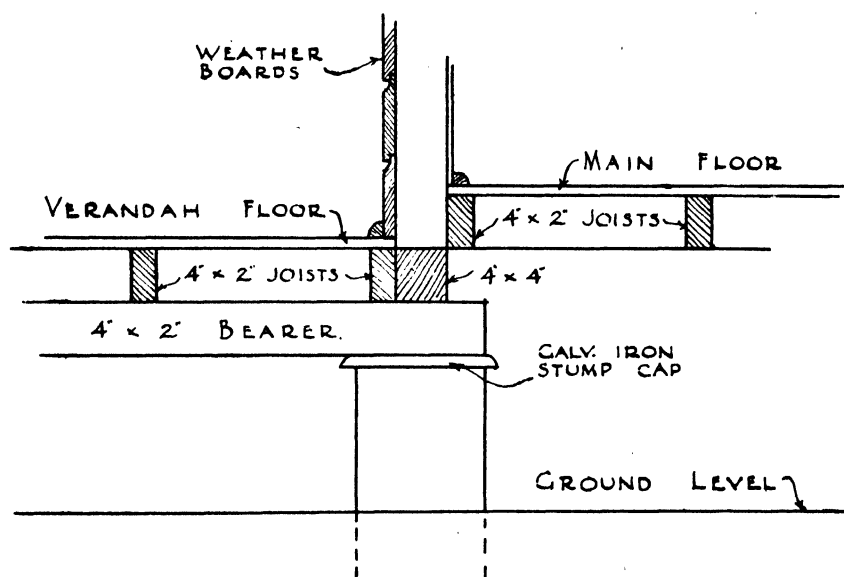 WEATHER
BOARDS
MAIN FLOOR
VERANDAH FLOOR
4" x 2" JOISTS
4" x 2" JOISTS
4" x 4"
4" x 2" BEARER.
GALV. IRON
STUMP CAP
GROUND LEVEL